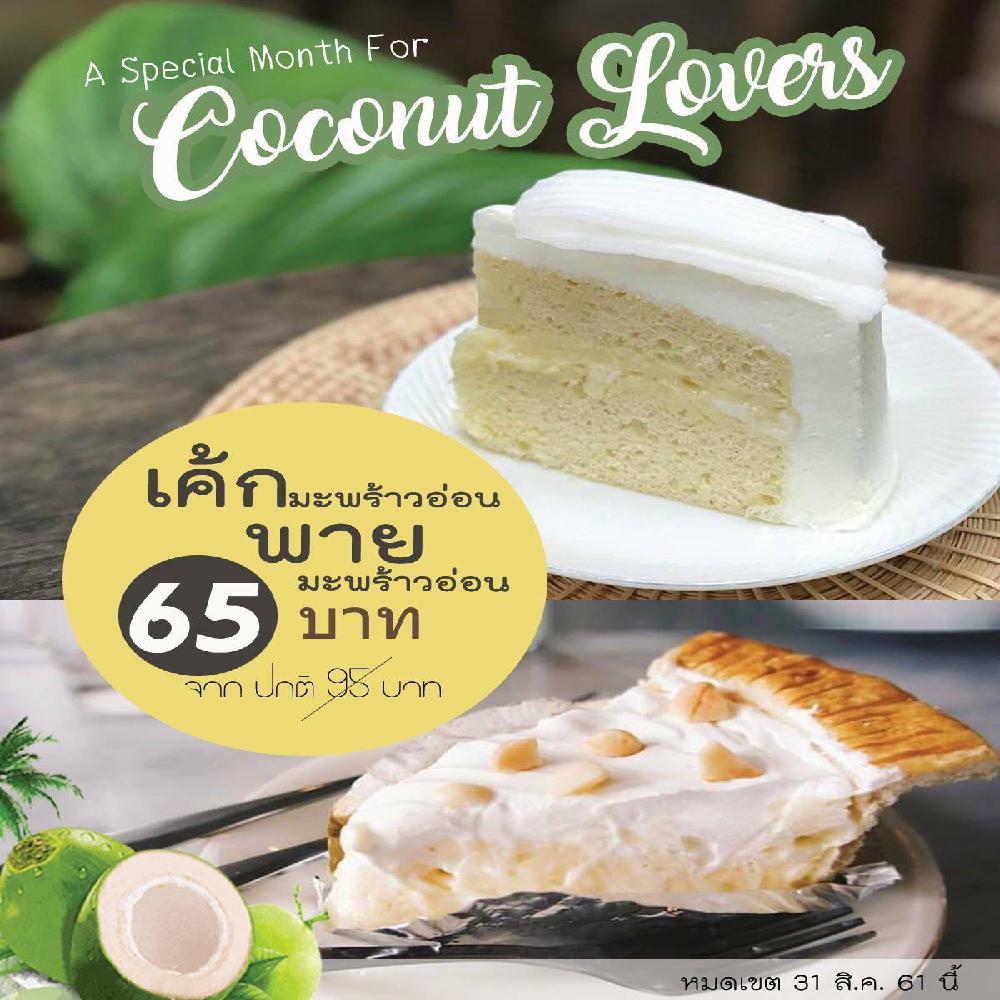 A Special Month For
Coconut Lovers
เค้กมะพร้าวอ่อน
พาย
มะพร้าวอ่อน
65 บาท
จาก ปกติ 95 บาท
หมดเขต 31 สิ.ค. 61 นี้